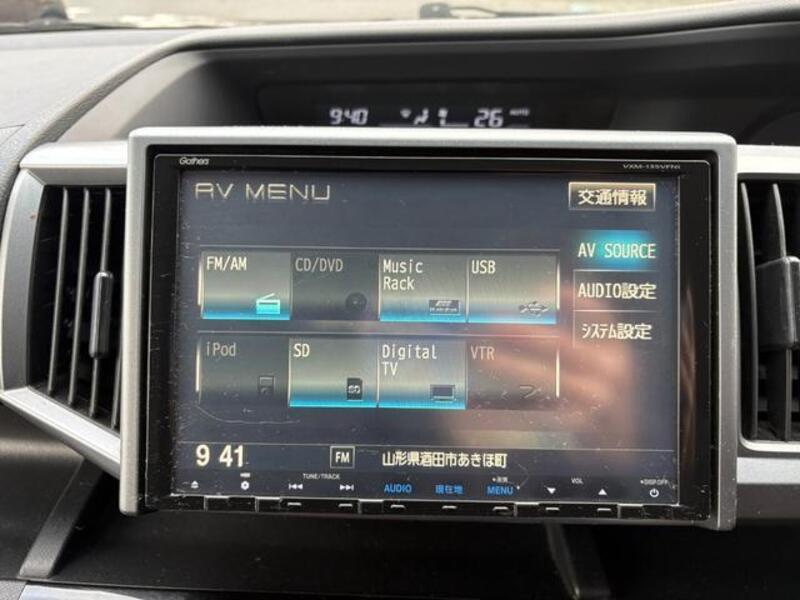 9:40
26 AUTO
Gathers
AV MENU
交通情報
FM/AM
CD/DVD
Music Rack
USB
AV SOURCE
AUDIO設定
システム設定
iPod
SD
Digital TV
VTR
SD
9 41
FM
山形県酒田市あきほ町
TUNE/TRACK
AUDIO
現在地
MENU
VOL
DISP.OFF